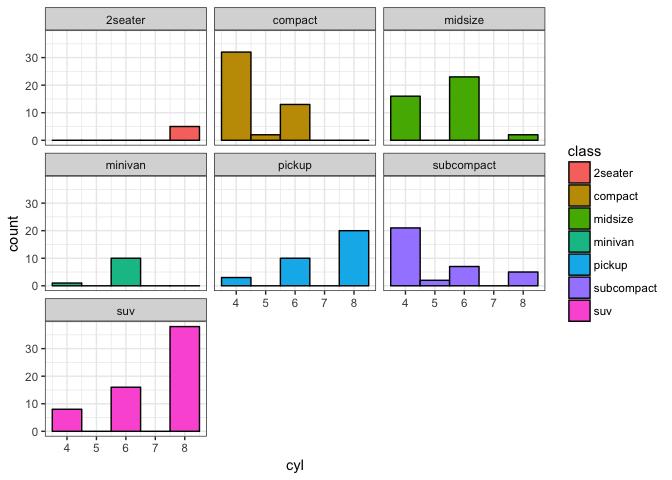 2seater compact midsize
30
20
10
0
minivan pickup subcompact
30
20
10
0
4 5 6 7 8 4 5 6 7 8
suv
30
20
10
0
4 5 6 7 8
count
cyl
class
2seater
compact
midsize
minivan
pickup
subcompact
suv